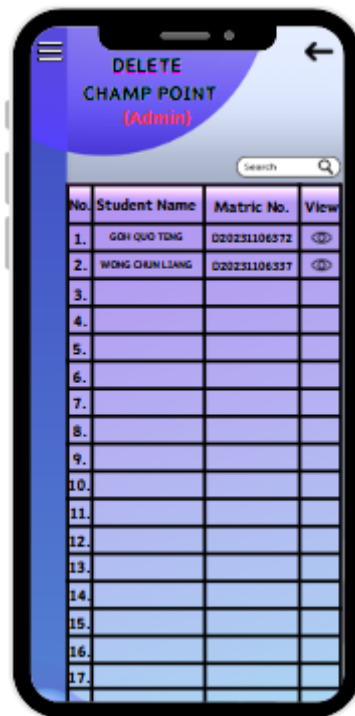 DELETE
CHAMP POINT
(Admin)
Search
No. Student Name Matric No. View
1. GOH QUO TENG D20231106372
2. WONG CHUN LIANG D20231106337
3.
4.
5.
6.
7.
8.
9.
10.
11.
12.
13.
14.
15.
16.
17.